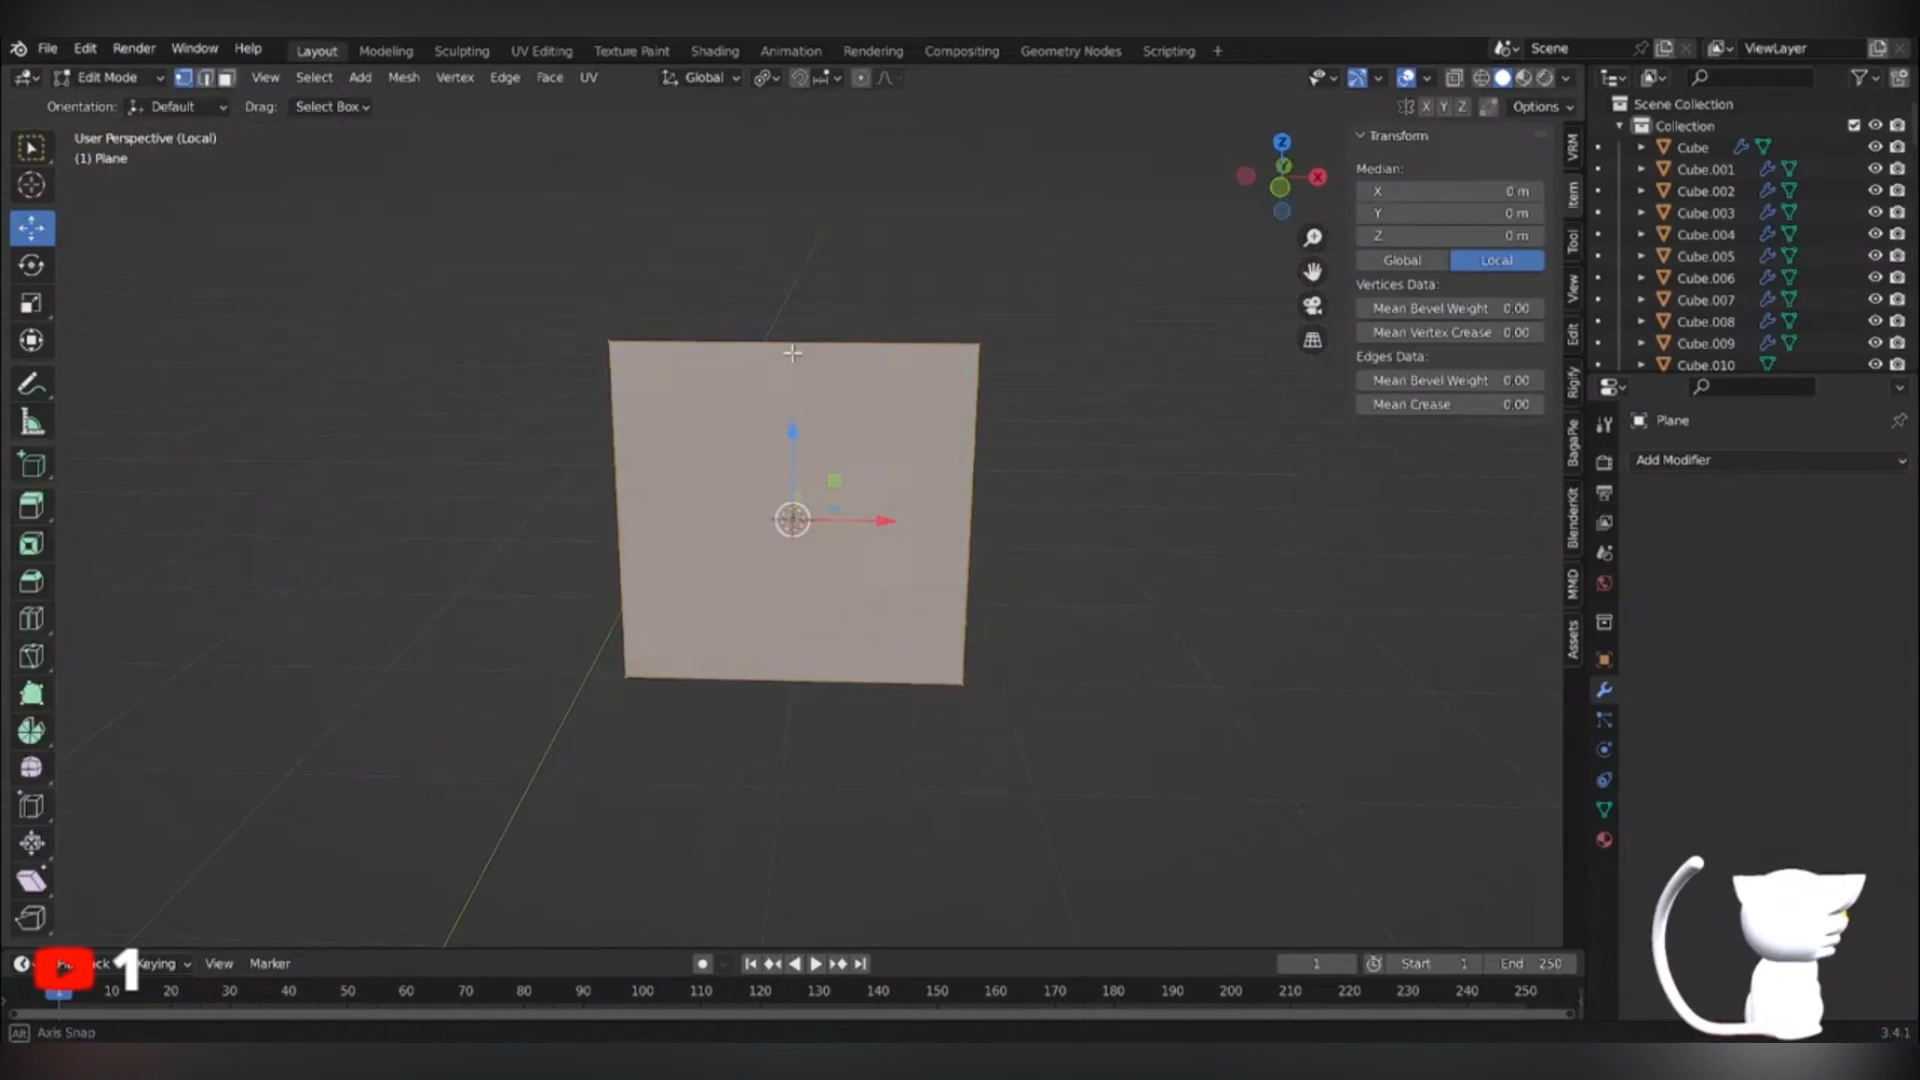 File Edit Render Window Help Layout Modeling Sculpting UV Editing Texture Paint Shading Animation Rendering Compositing Geometry Nodes Scripting + Scene ViewLayer
Edit Mode View Select Add Mesh Vertex Edge Face UV Global
Orientation: Default Drag: Select Box X Y Z Options
User Perspective (Local)
(1) Plane
Z
Y
X
Transform
Median:
X 0 m
Y 0 m
Z 0 m
Global Local
Vertices Data:
Mean Bevel Weight 0.00
Mean Vertex Crease 0.00
Edges Data:
Mean Bevel Weight 0.00
Mean Crease 0.00
VRM
Item
Tool
View
Edit
Rigify
BagaPie
BlenderKit
MMD
Assets
Scene Collection
Collection
Cube
Cube.001
Cube.002
Cube.003
Cube.004
Cube.005
Cube.006
Cube.007
Cube.008
Cube.009
Cube.010
Plane
Add Modifier
1 Keying View Marker 1 Start 1 End 250
1 10 20 30 40 50 60 70 80 90 100 110 120 130 140 150 160 170 180 190 200 210 220 230 240 250
Alt Axis Snap 3.4.1